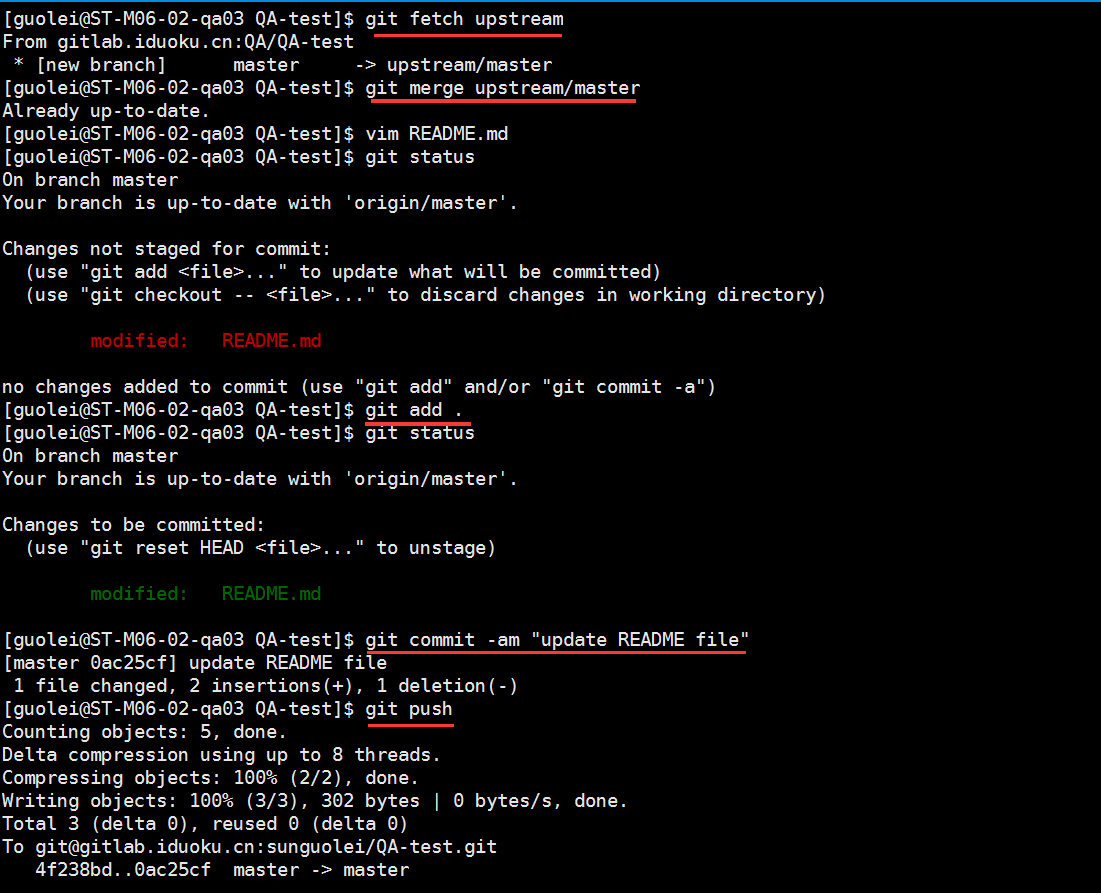 [guolei@ST-M06-02-qa03 QA-test]$ git fetch upstream
From gitlab.iduoku.cn:QA/QA-test
 * [new branch]      master     -> upstream/master
[guolei@ST-M06-02-qa03 QA-test]$ git merge upstream/master
Already up-to-date.
[guolei@ST-M06-02-qa03 QA-test]$ vim README.md
[guolei@ST-M06-02-qa03 QA-test]$ git status
On branch master
Your branch is up-to-date with 'origin/master'.

Changes not staged for commit:
  (use "git add <file>..." to update what will be committed)
  (use "git checkout -- <file>..." to discard changes in working directory)

        modified:   README.md

no changes added to commit (use "git add" and/or "git commit -a")
[guolei@ST-M06-02-qa03 QA-test]$ git add .
[guolei@ST-M06-02-qa03 QA-test]$ git status
On branch master
Your branch is up-to-date with 'origin/master'.

Changes to be committed:
  (use "git reset HEAD <file>..." to unstage)

        modified:   README.md

[guolei@ST-M06-02-qa03 QA-test]$ git commit -am "update README file"
[master 0ac25cf] update README file
 1 file changed, 2 insertions(+), 1 deletion(-)
[guolei@ST-M06-02-qa03 QA-test]$ git push
Counting objects: 5, done.
Delta compression using up to 8 threads.
Compressing objects: 100% (2/2), done.
Writing objects: 100% (3/3), 302 bytes | 0 bytes/s, done.
Total 3 (delta 0), reused 0 (delta 0)
To git@gitlab.iduoku.cn:sunguolei/QA-test.git
   4f238bd..0ac25cf  master -> master